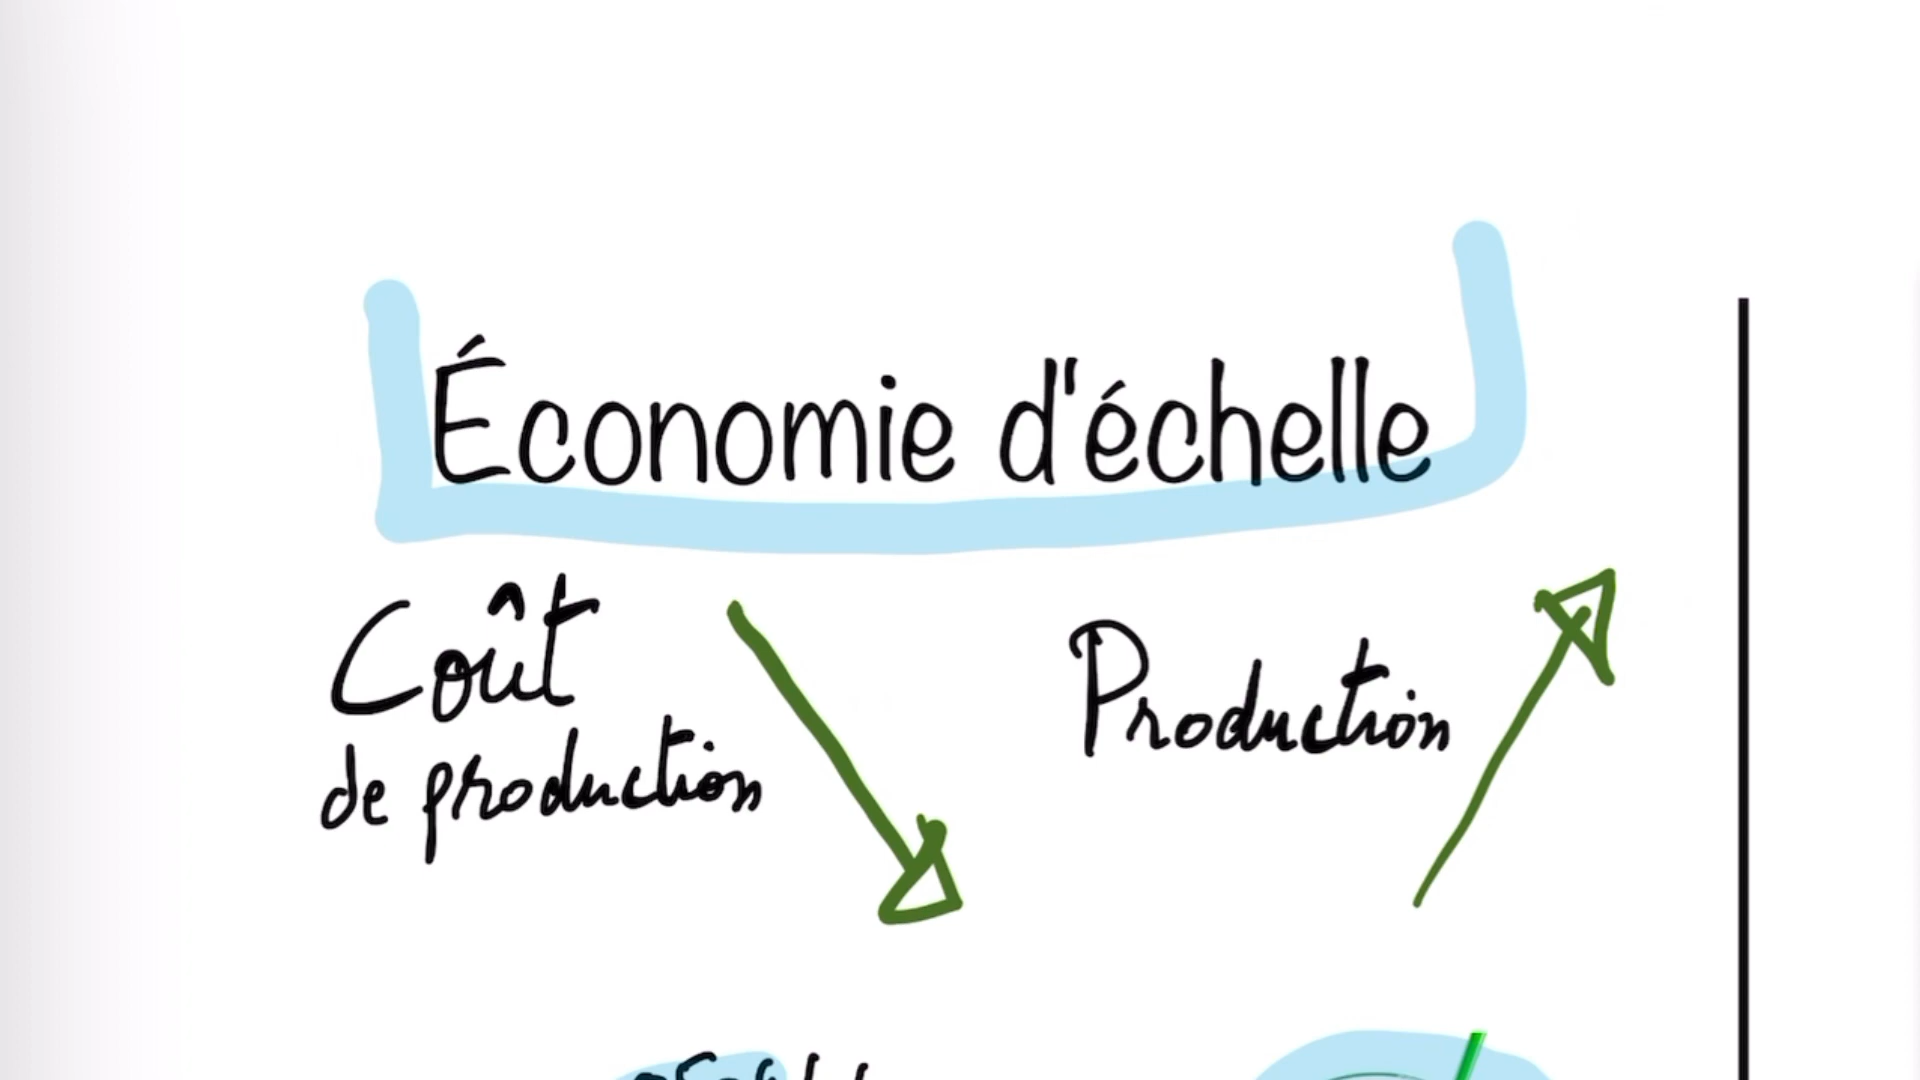 Économie d'échelle
Coût
de production
Production